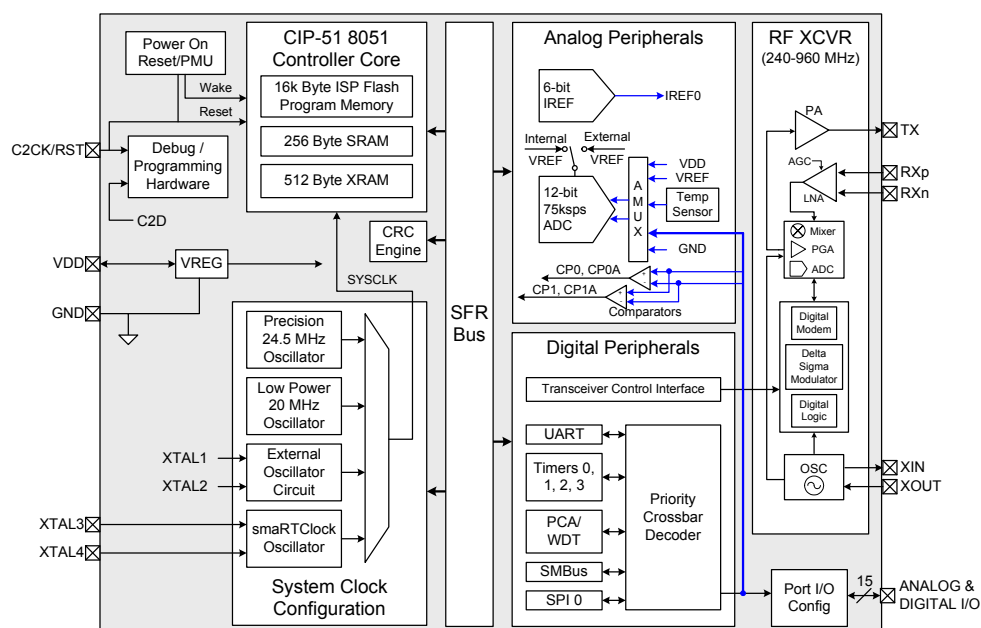 Power On
Reset/PMU
Wake
Reset
C2CK/RST
Debug /
Programming
Hardware
C2D
VDD
VREG
GND
CIP-51 8051
Controller Core
16k Byte ISP Flash
Program Memory
256 Byte SRAM
512 Byte XRAM
CRC
Engine
SYSCLK
Precision
24.5 MHz
Oscillator
Low Power
20 MHz
Oscillator
External
Oscillator
Circuit
XTAL1
XTAL2
smaRTClock
Oscillator
XTAL3
XTAL4
System Clock
Configuration
SFR
Bus
Analog Peripherals
6-bit
IREF
IREF0
Internal
VREF
External
VREF
12-bit
75ksps
ADC
A
M
U
X
VDD
VREF
Temp
Sensor
GND
CP0, CP0A
+
-
CP1, CP1A
+
-
Comparators
Digital Peripherals
Transceiver Control Interface
UART
Timers 0,
1, 2, 3
PCA/
WDT
SMBus
SPI 0
Priority
Crossbar
Decoder
RF XCVR
(240-960 MHz)
PA
TX
AGC
LNA
RXp
RXn
Mixer
PGA
ADC
Digital
Modem
Delta
Sigma
Modulator
Digital
Logic
OSC
XIN
XOUT
Port I/O
Config
15
ANALOG &
DIGITAL I/O